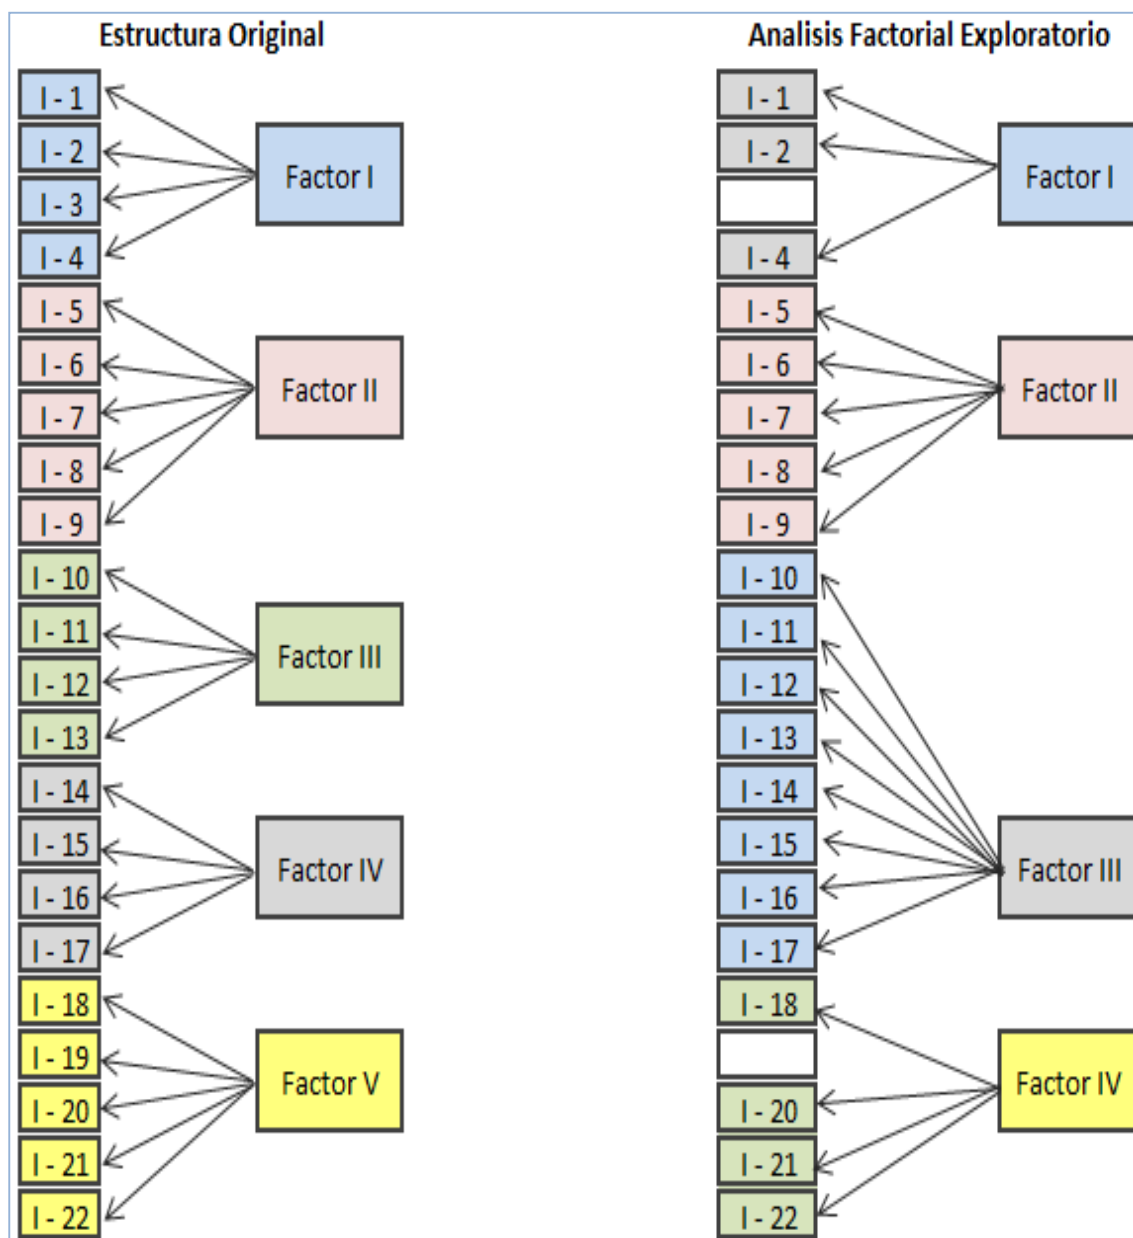 Estructura Original
I - 1
I - 2
I - 3
I - 4
I - 5
I - 6
I - 7
I - 8
I - 9
I - 10
I - 11
I - 12
I - 13
I - 14
I - 15
I - 16
I - 17
I - 18
I - 19
I - 20
I - 21
I - 22
Factor I
Factor II
Factor III
Factor IV
Factor V
Analisis Factorial Exploratorio
I - 1
I - 2
I - 4
I - 5
I - 6
I - 7
I - 8
I - 9
I - 10
I - 11
I - 12
I - 13
I - 14
I - 15
I - 16
I - 17
I - 18
I - 20
I - 21
I - 22
Factor I
Factor II
Factor III
Factor IV